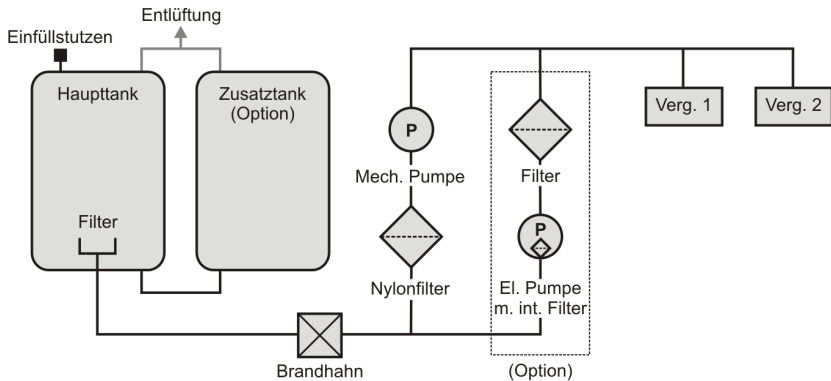 Entlüftung
Einfüllstutzen
Haupttank
Zusatztank
(Option)
Filter
P
Mech. Pumpe
Nylonfilter
Filter
P
El. Pumpe
m. int. Filter
(Option)
Verg. 1
Verg. 2
Brandhahn